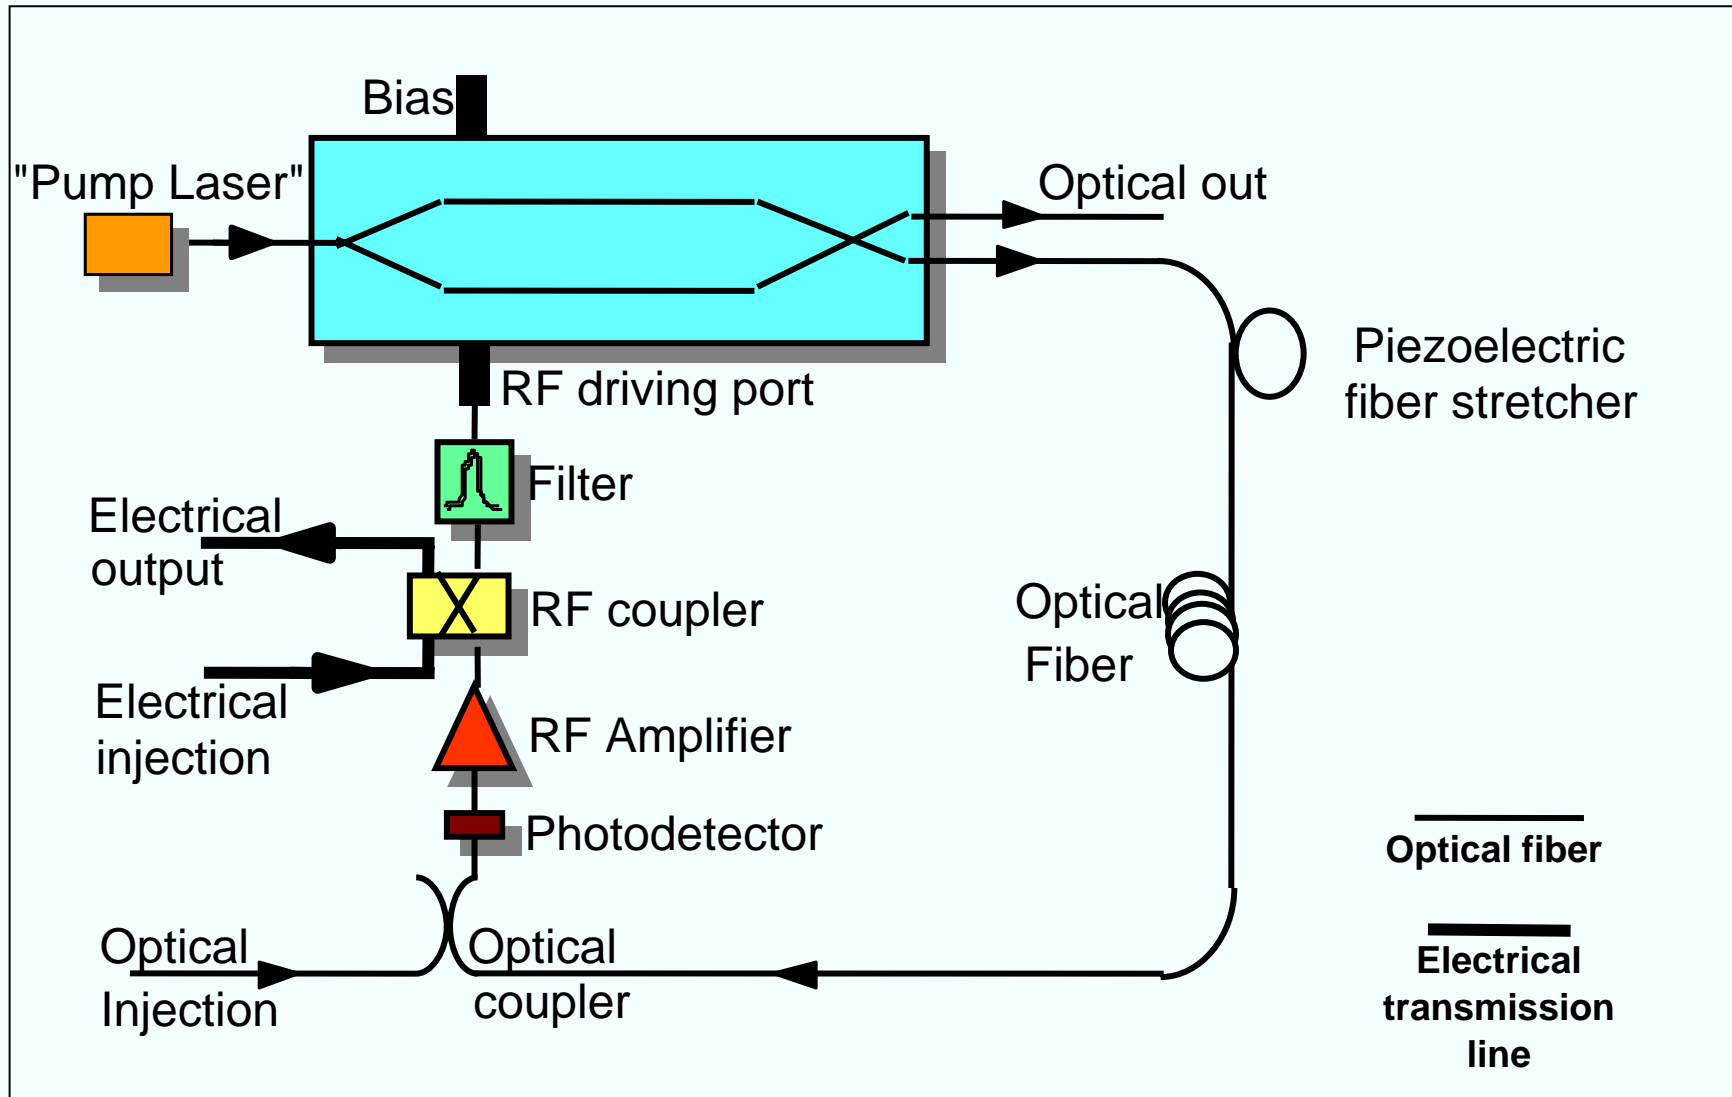 Bias
"Pump Laser"
Optical out
Piezoelectric
fiber stretcher
RF driving port
Filter
Electrical
output
RF coupler
Optical
Fiber
Electrical
injection
RF Amplifier
Photodetector
Optical
Injection
Optical
coupler
Optical fiber
Electrical
transmission
line